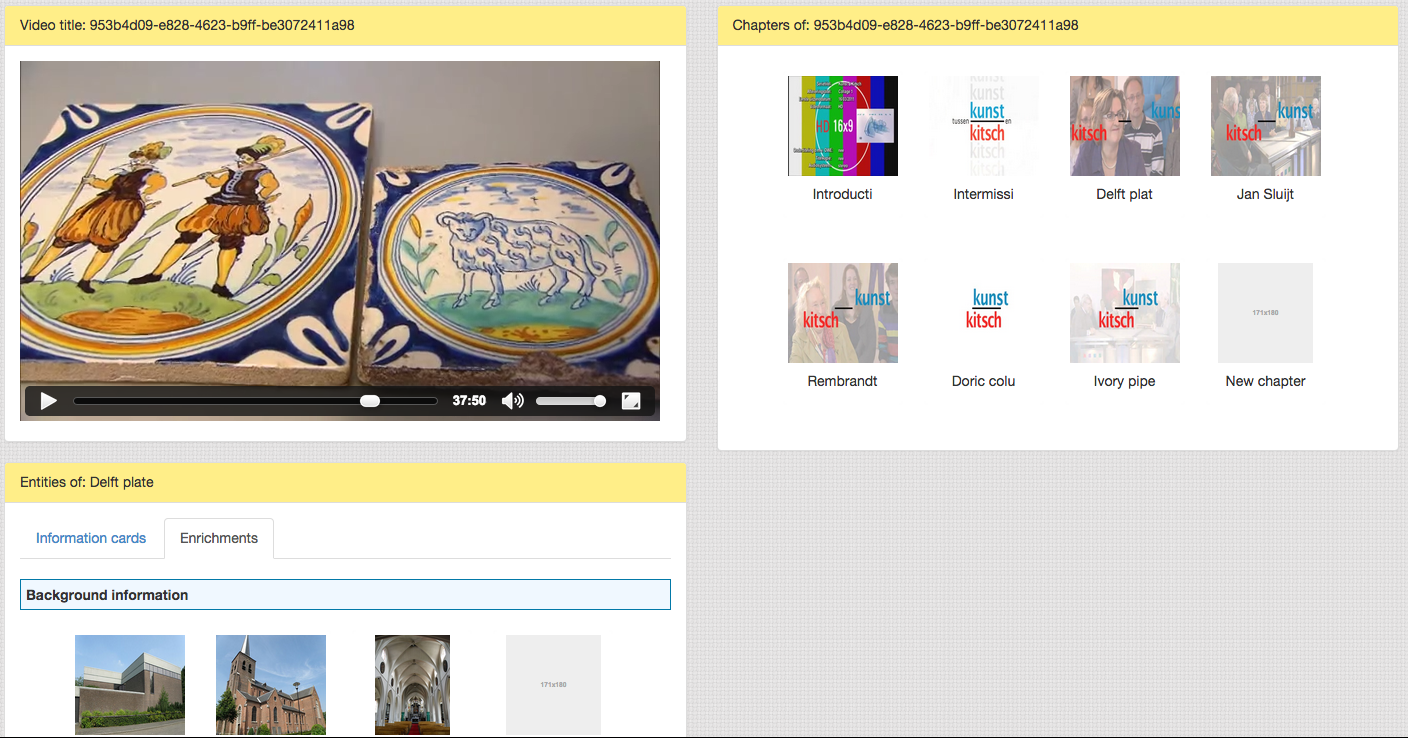 Video title: 953b4d09-e828-4623-b9ff-be3072411a98
37:50
Chapters of: 953b4d09-e828-4623-b9ff-be3072411a98
HD 16x9
Introducti
kunst
tussen en
kitsch
Intermissi
kuns
kitsch
Delft plat
kunst
kitsch
Jan Sluijt
kunst
kitsch
Rembrandt
kunst
kitsch
Doric colu
kunst
kitsch
Ivory pipe
171x180
New chapter
Entities of: Delft plate
Information cards
Enrichments
Background information
171x180